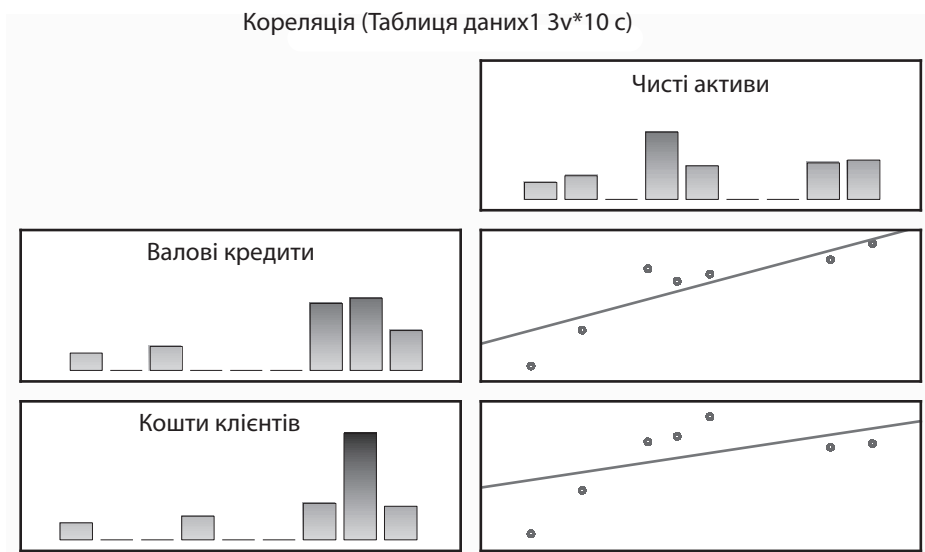 Кореляція (Таблиця даних1 3v*10 c)
Чисті активи
Валові кредити
Кошти клієнтів